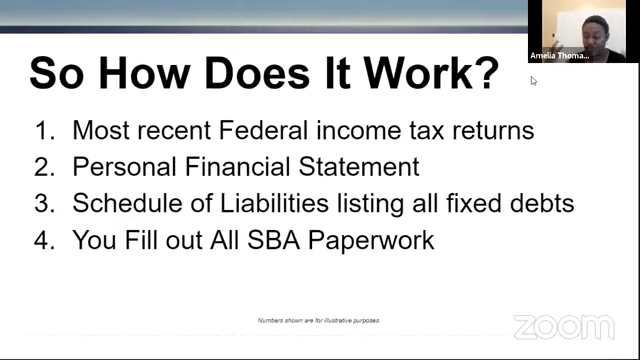 Amelia Thoma...
So How Does It Work?
1. Most recent Federal income tax returns
2. Personal Financial Statement
3. Schedule of Liabilities listing all fixed debts
4. You Fill out All SBA Paperwork
Numbers shown are for illustrative purposes.
zoom